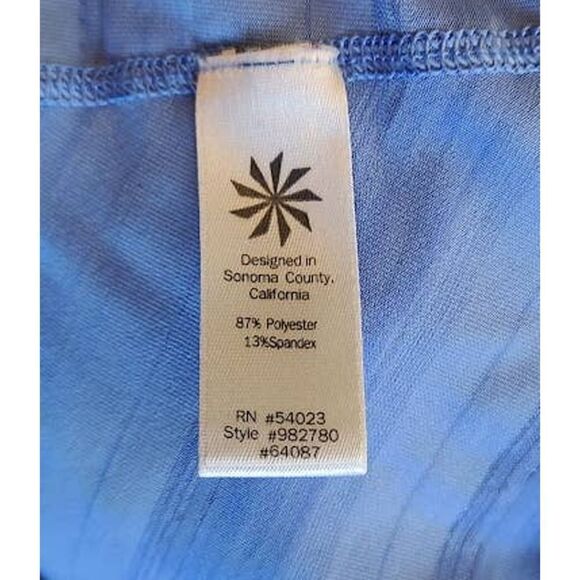 Designed in
Sonoma County,
California
87% Polyester
13%Spandex
RN #54023
Style #982780
#64087